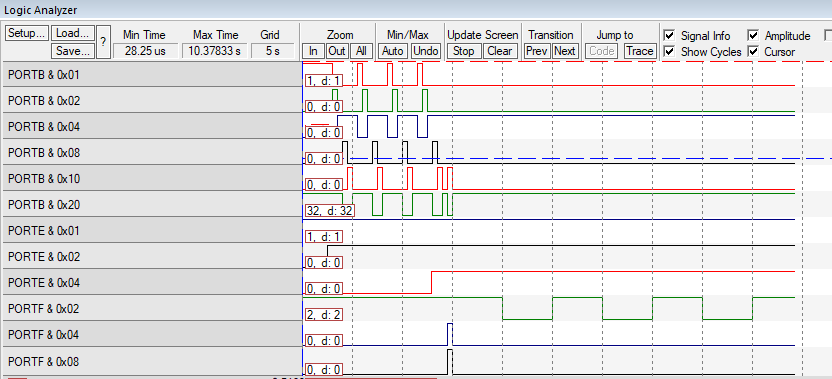 Logic Analyzer
Setup... Load... Save... ? Min Time Max Time Grid Zoom Min/Max Update Screen Transition Jump to Signal Info Amplitude
28.25 us 10.37833 s 5 s In Out All Auto Undo Stop Clear Prev Next Code Trace Show Cycles Cursor
PORTB & 0x01
1, d: 1
PORTB & 0x02
0, d: 0
PORTB & 0x04
0, d: 0
PORTB & 0x08
0, d: 0
PORTB & 0x10
0, d: 0
PORTB & 0x20
32, d: 32
PORTE & 0x01
1, d: 1
PORTE & 0x02
0, d: 0
PORTE & 0x04
0, d: 0
PORTF & 0x02
2, d: 2
PORTF & 0x04
0, d: 0
PORTF & 0x08
0, d: 0